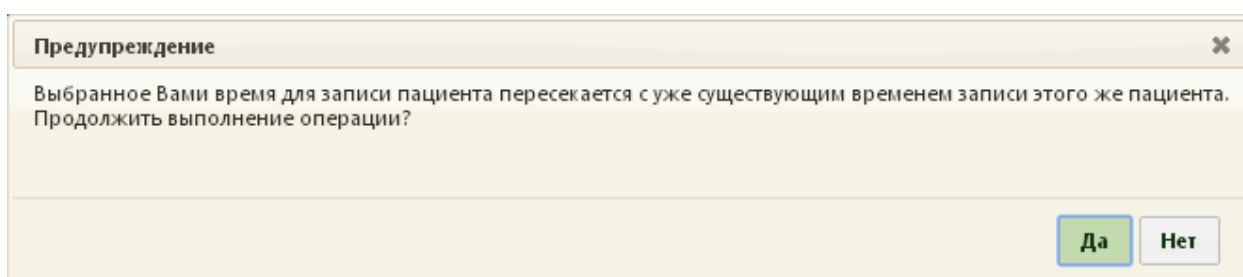 Предупреждение
Выбранное Вами время для записи пациента пересекается с уже существующим временем записи этого же пациента.
Продолжить выполнение операции?
Да Нет